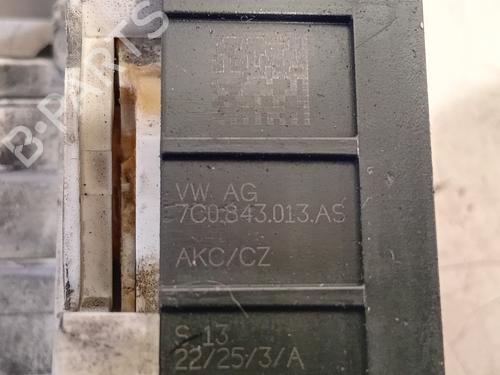 B-PARTS
VW AG
7C0.843.013.AS
AKC/CZ
S 13
22/25/3/A